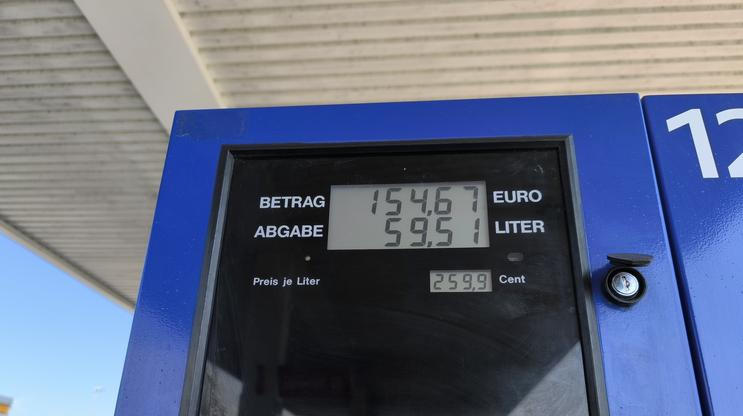 12
BETRAG 154,67 EURO
ABGABE 59,51 LITER
Preis je Liter 259,9 Cent